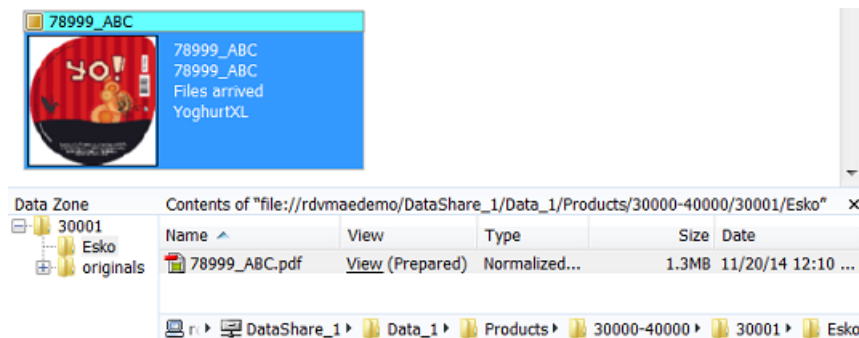 78999_ABC
YO!
78999_ABC
78999_ABC
Files arrived
YoghurtXL
Data Zone
Contents of "file://rdvmaedemo/DataShare_1/Data_1/Products/30000-40000/30001/Esko"
30001
Esko
originals
Name View Type Size Date
78999_ABC.pdf View (Prepared) Normalized... 1.3MB 11/20/14 12:10 ...
DataShare_1 Data_1 Products 30000-40000 30001 Esko